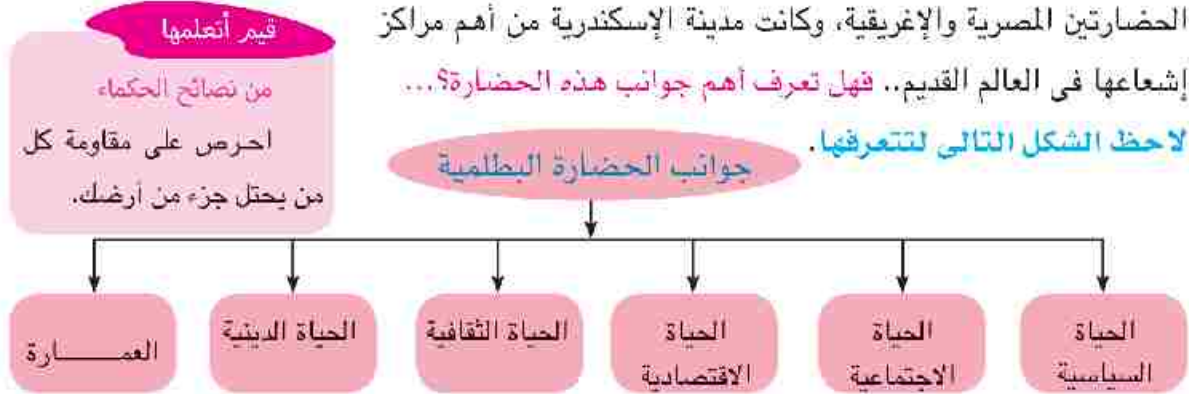 الحضارتين المصرية والإغريقية، وكانت مدينة الإسكندرية من أهم مراكز
إشعاعها فى العالم القديم.. فهل تعرف أهم جوانب هذه الحضارة؟...
لاحظ الشكل التالى لتتعرفها.
قيم أتعلمها
من نصائح الحكماء
احرص على مقاومة كل
من يحتل جزء من أرضك.
جوانب الحضارة البطلمية
الحياة
السياسية
الحياة
الاجتماعية
الحياة
الاقتصادية
الحياة الثقافية
الحياة الدينية
العمـــــــارة